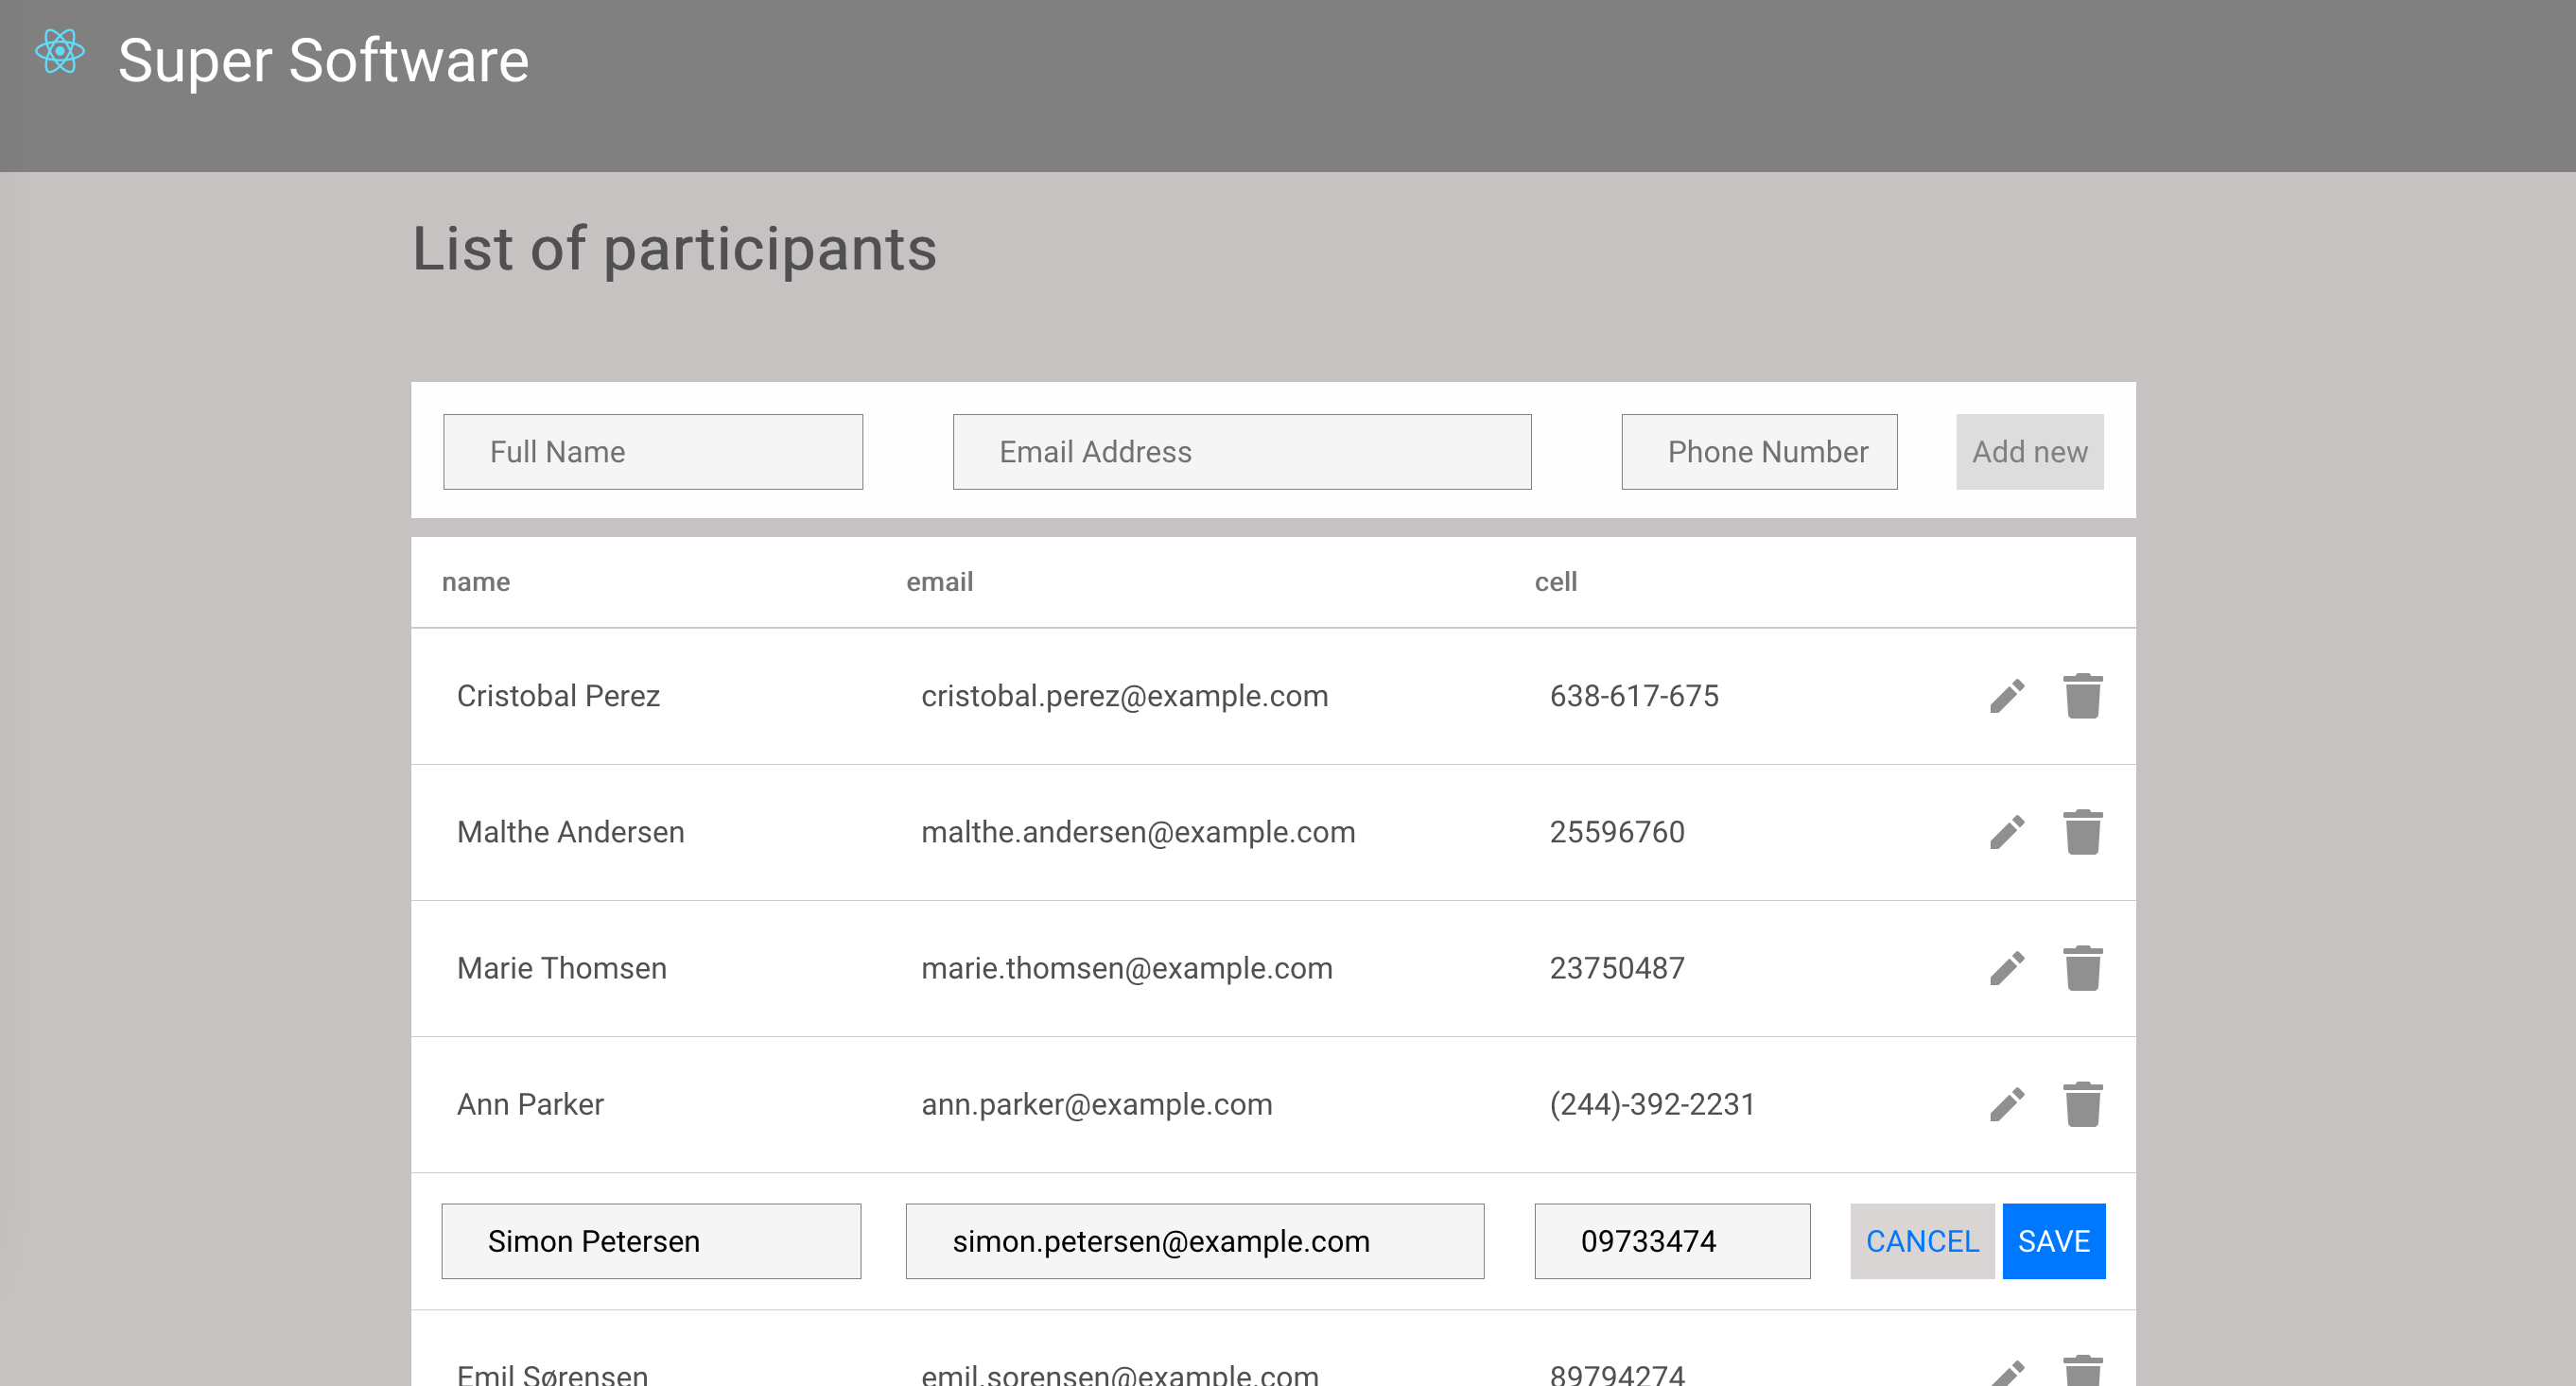 Super Software
List of participants
Full Name Email Address Phone Number Add new
name email cell
Cristobal Perez cristobal.perez@example.com 638-617-675
Malthe Andersen malthe.andersen@example.com 25596760
Marie Thomsen marie.thomsen@example.com 23750487
Ann Parker ann.parker@example.com (244)-392-2231
Simon Petersen simon.petersen@example.com 09733474 CANCEL SAVE
Emil Sørensen emil.sorensen@example.com 89794274